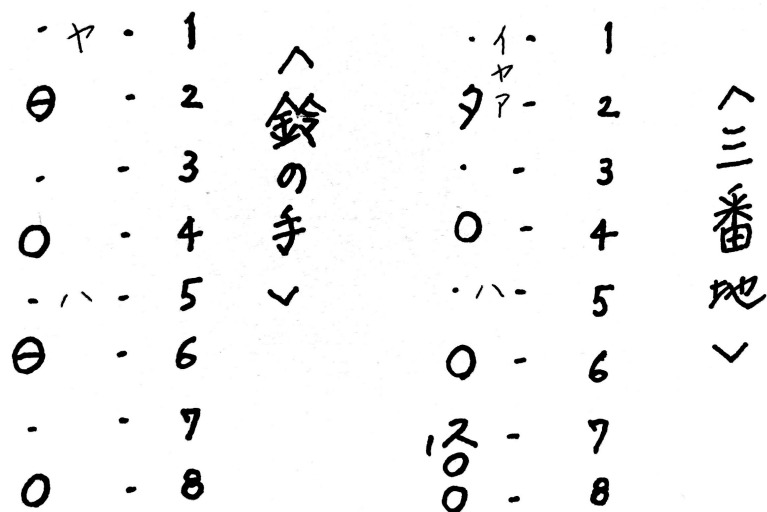 〈三番地〉
1 - イヤア ・
2 - タ
3 - ・
4 - ○
5 - ハ ・
6 - ○
7 - ス○
8 - ○
〈鈴の手〉
1 - ヤ ・
2 - ⊖
3 - ・
4 - ○
5 - ハ ・
6 - ⊖
7 - ・
8 - ○